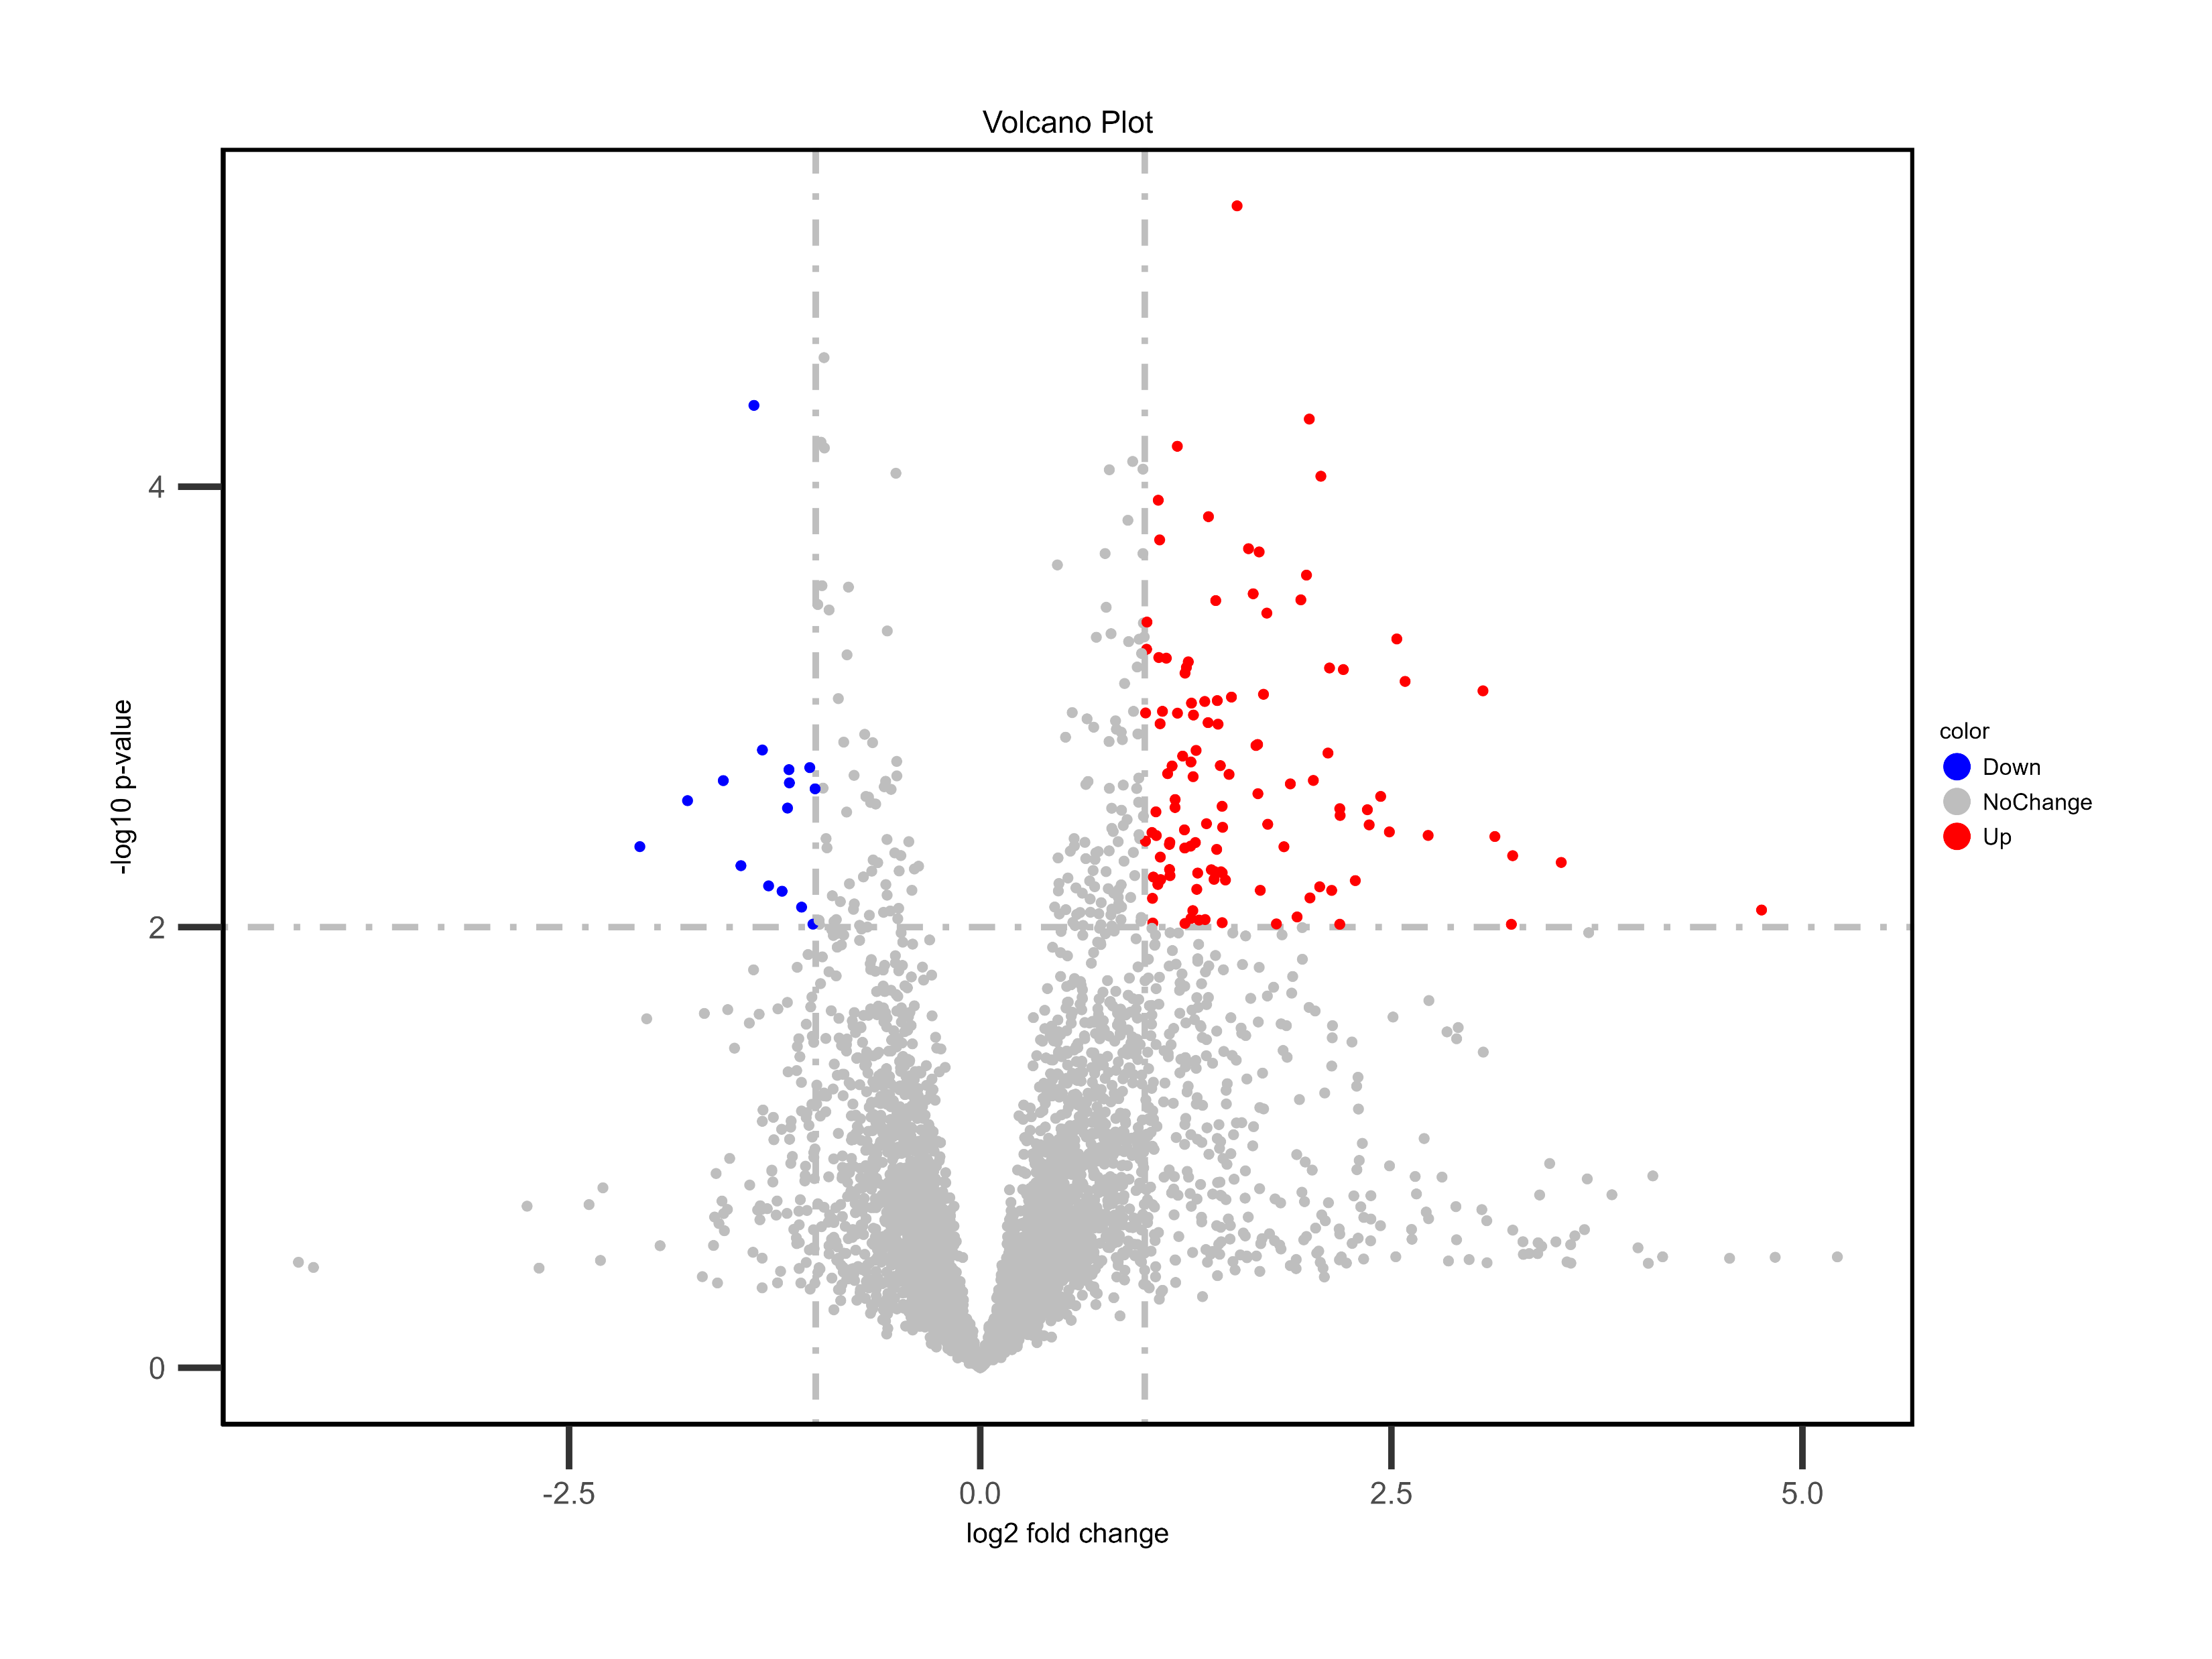 Volcano Plot
-log10 p-value
4
2
0
-2.5
0.0
2.5
5.0
log2 fold change
color
Down
NoChange
Up